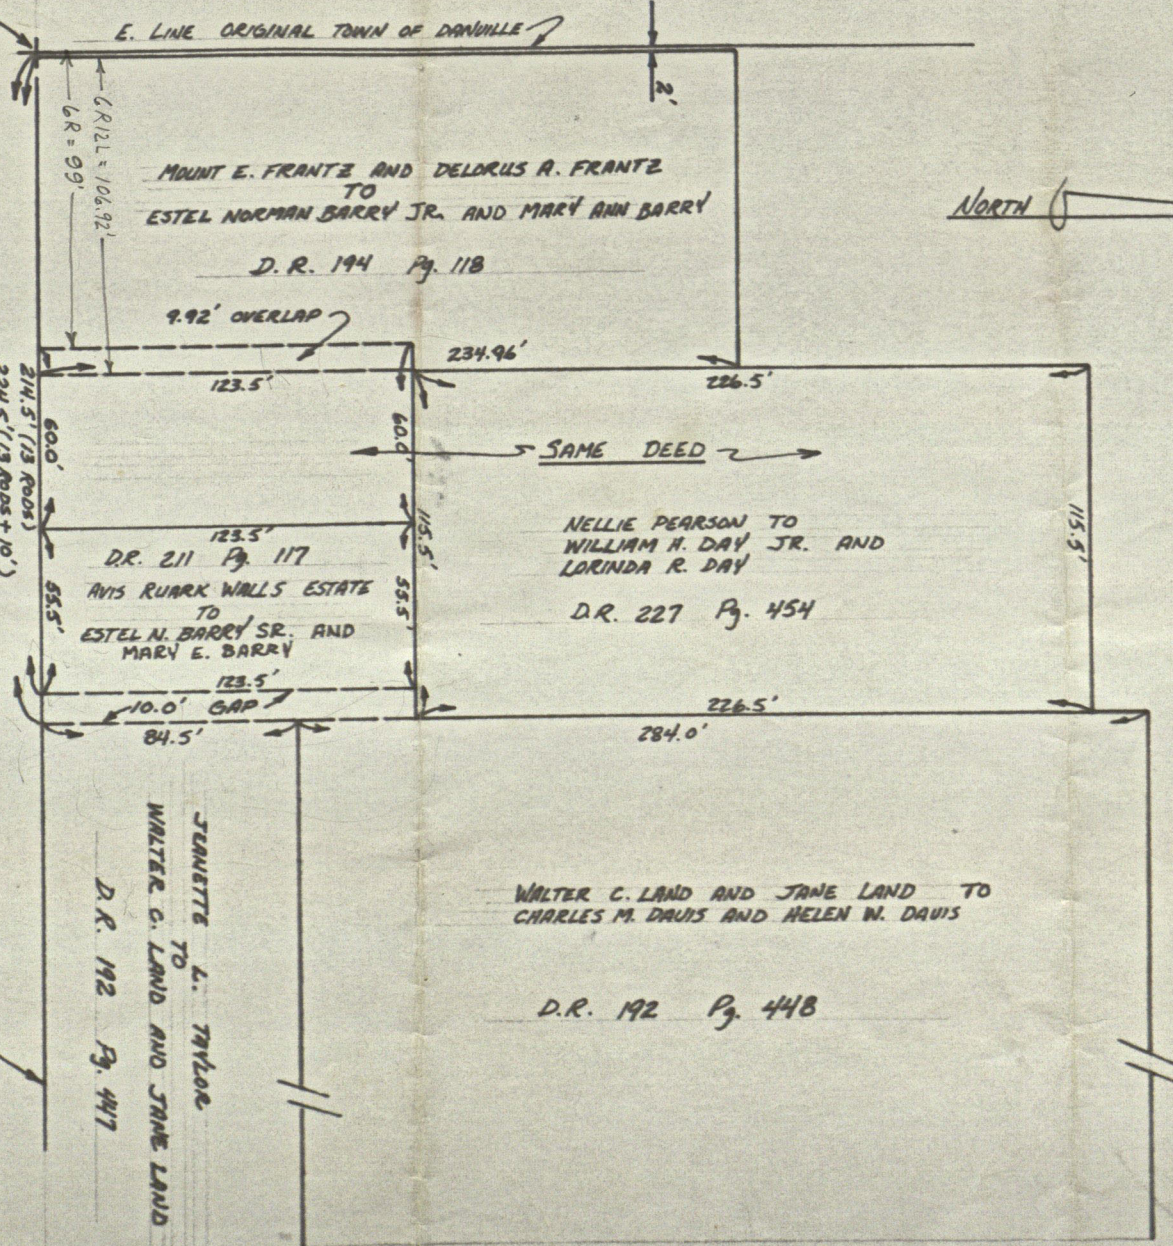 E. LINE ORIGINAL TOWN OF DANVILLE
2'
6R12L = 106.92'
6R = 99'
MOUNT E. FRANTZ AND DELORUS A. FRANTZ
TO
ESTEL NORMAN BARRY JR. AND MARY ANN BARRY
D.R. 194 Pg. 118
NORTH
9.92' OVERLAP
234.96'
123.5'
226.5'
214.5' (13 RODS)
224.5' (13 RODS + 10')
60.0'
60.0'
SAME DEED
115.5'
115.5'
NELLIE PEARSON TO
WILLIAM H. DAY JR. AND
LORINDA R. DAY
D.R. 227 Pg. 454
123.5'
D.R. 211 Pg. 117
AVIS RUARK WALLS ESTATE
TO
ESTEL N. BARRY SR. AND
MARY E. BARRY
55.5'
55.5'
123.5'
10.0' GAP
84.5'
226.5'
284.0'
JEANETTE L. TAYLOR
TO
WALTER C. LAND AND JANE LAND
D.R. 192 Pg. 447
WALTER C. LAND AND JANE LAND TO
CHARLES M. DAVIS AND HELEN W. DAVIS
D.R. 192 Pg. 448